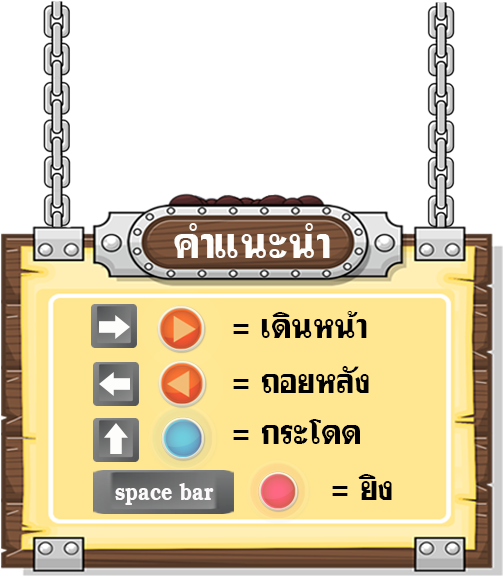 คำแนะนำ
= เดินหน้า
= ถอยหลัง
= กระโดด
space bar = ยิง